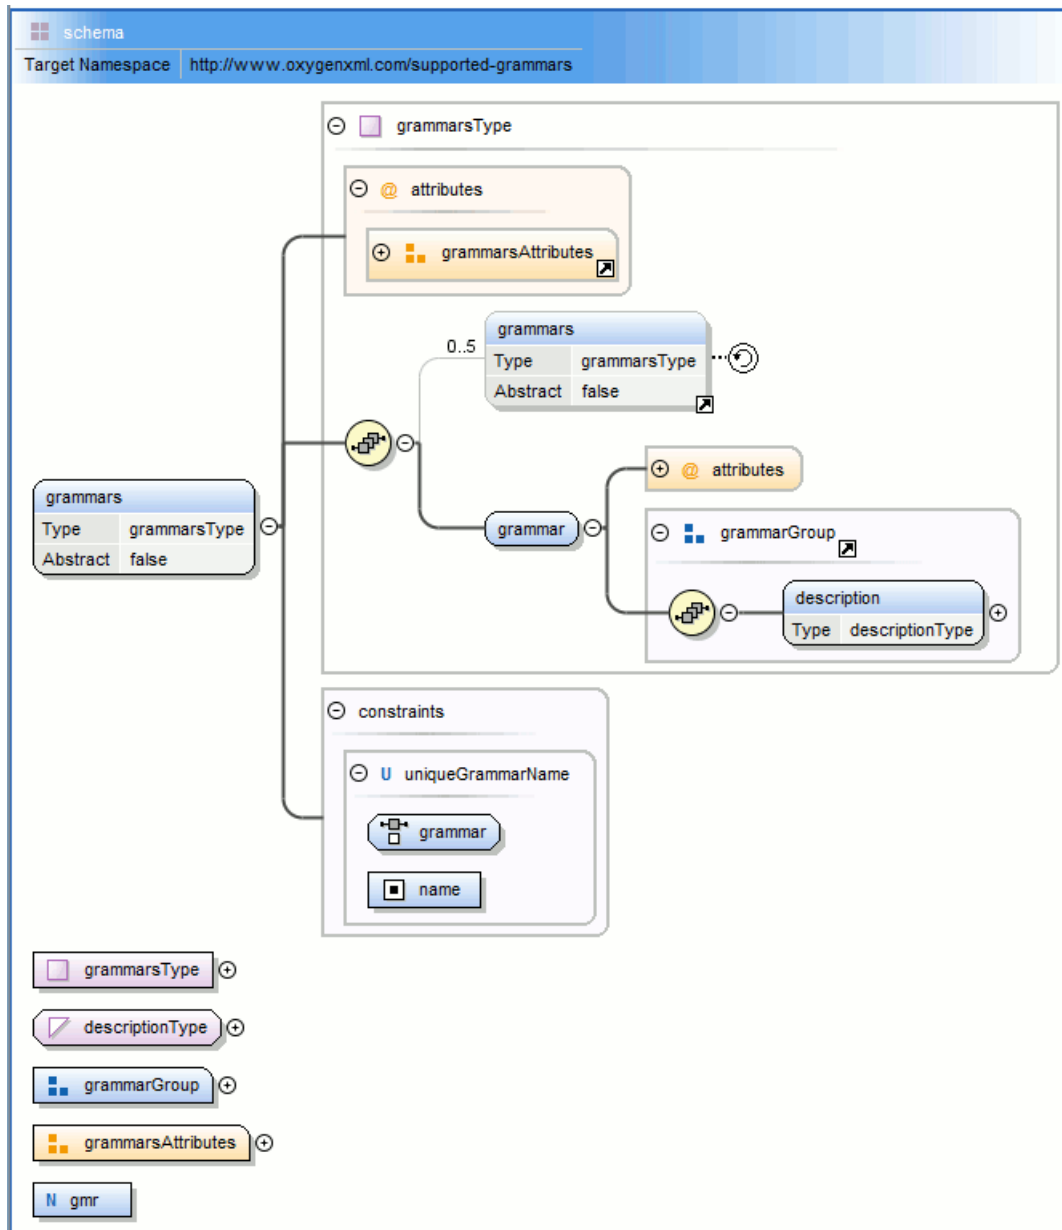 schema
Target Namespace http://www.oxygenxml.com/supported-grammars
grammarsType
@ attributes
grammarsAttributes
0..5
grammars
Type grammarsType
Abstract false
@ attributes
grammars
Type grammarsType
Abstract false
grammar
grammarGroup
description
Type descriptionType
constraints
U uniqueGrammarName
grammar
name
grammarsType
descriptionType
grammarGroup
grammarsAttributes
N gmr